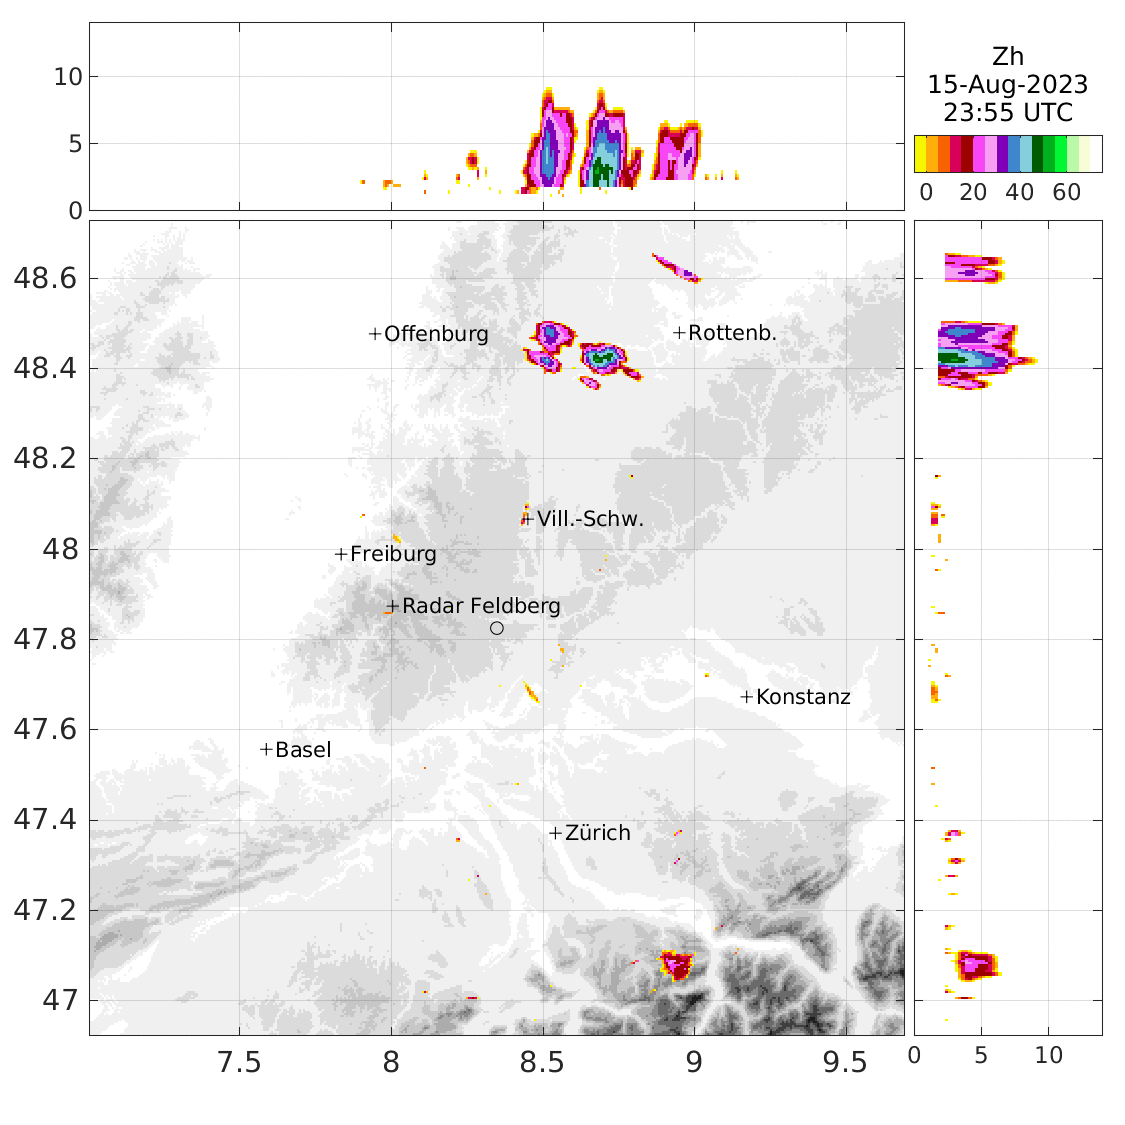 Zh
15-Aug-2023
23:55 UTC
0 20 40 60
10
5
0
48.6
48.4
48.2
48
47.8
47.6
47.4
47.2
47
+Offenburg
+Rottenb.
+Vill.-Schw.
+Freiburg
+Radar Feldberg
+Konstanz
+Basel
+Zürich
7.5 8 8.5 9 9.5
0 5 10